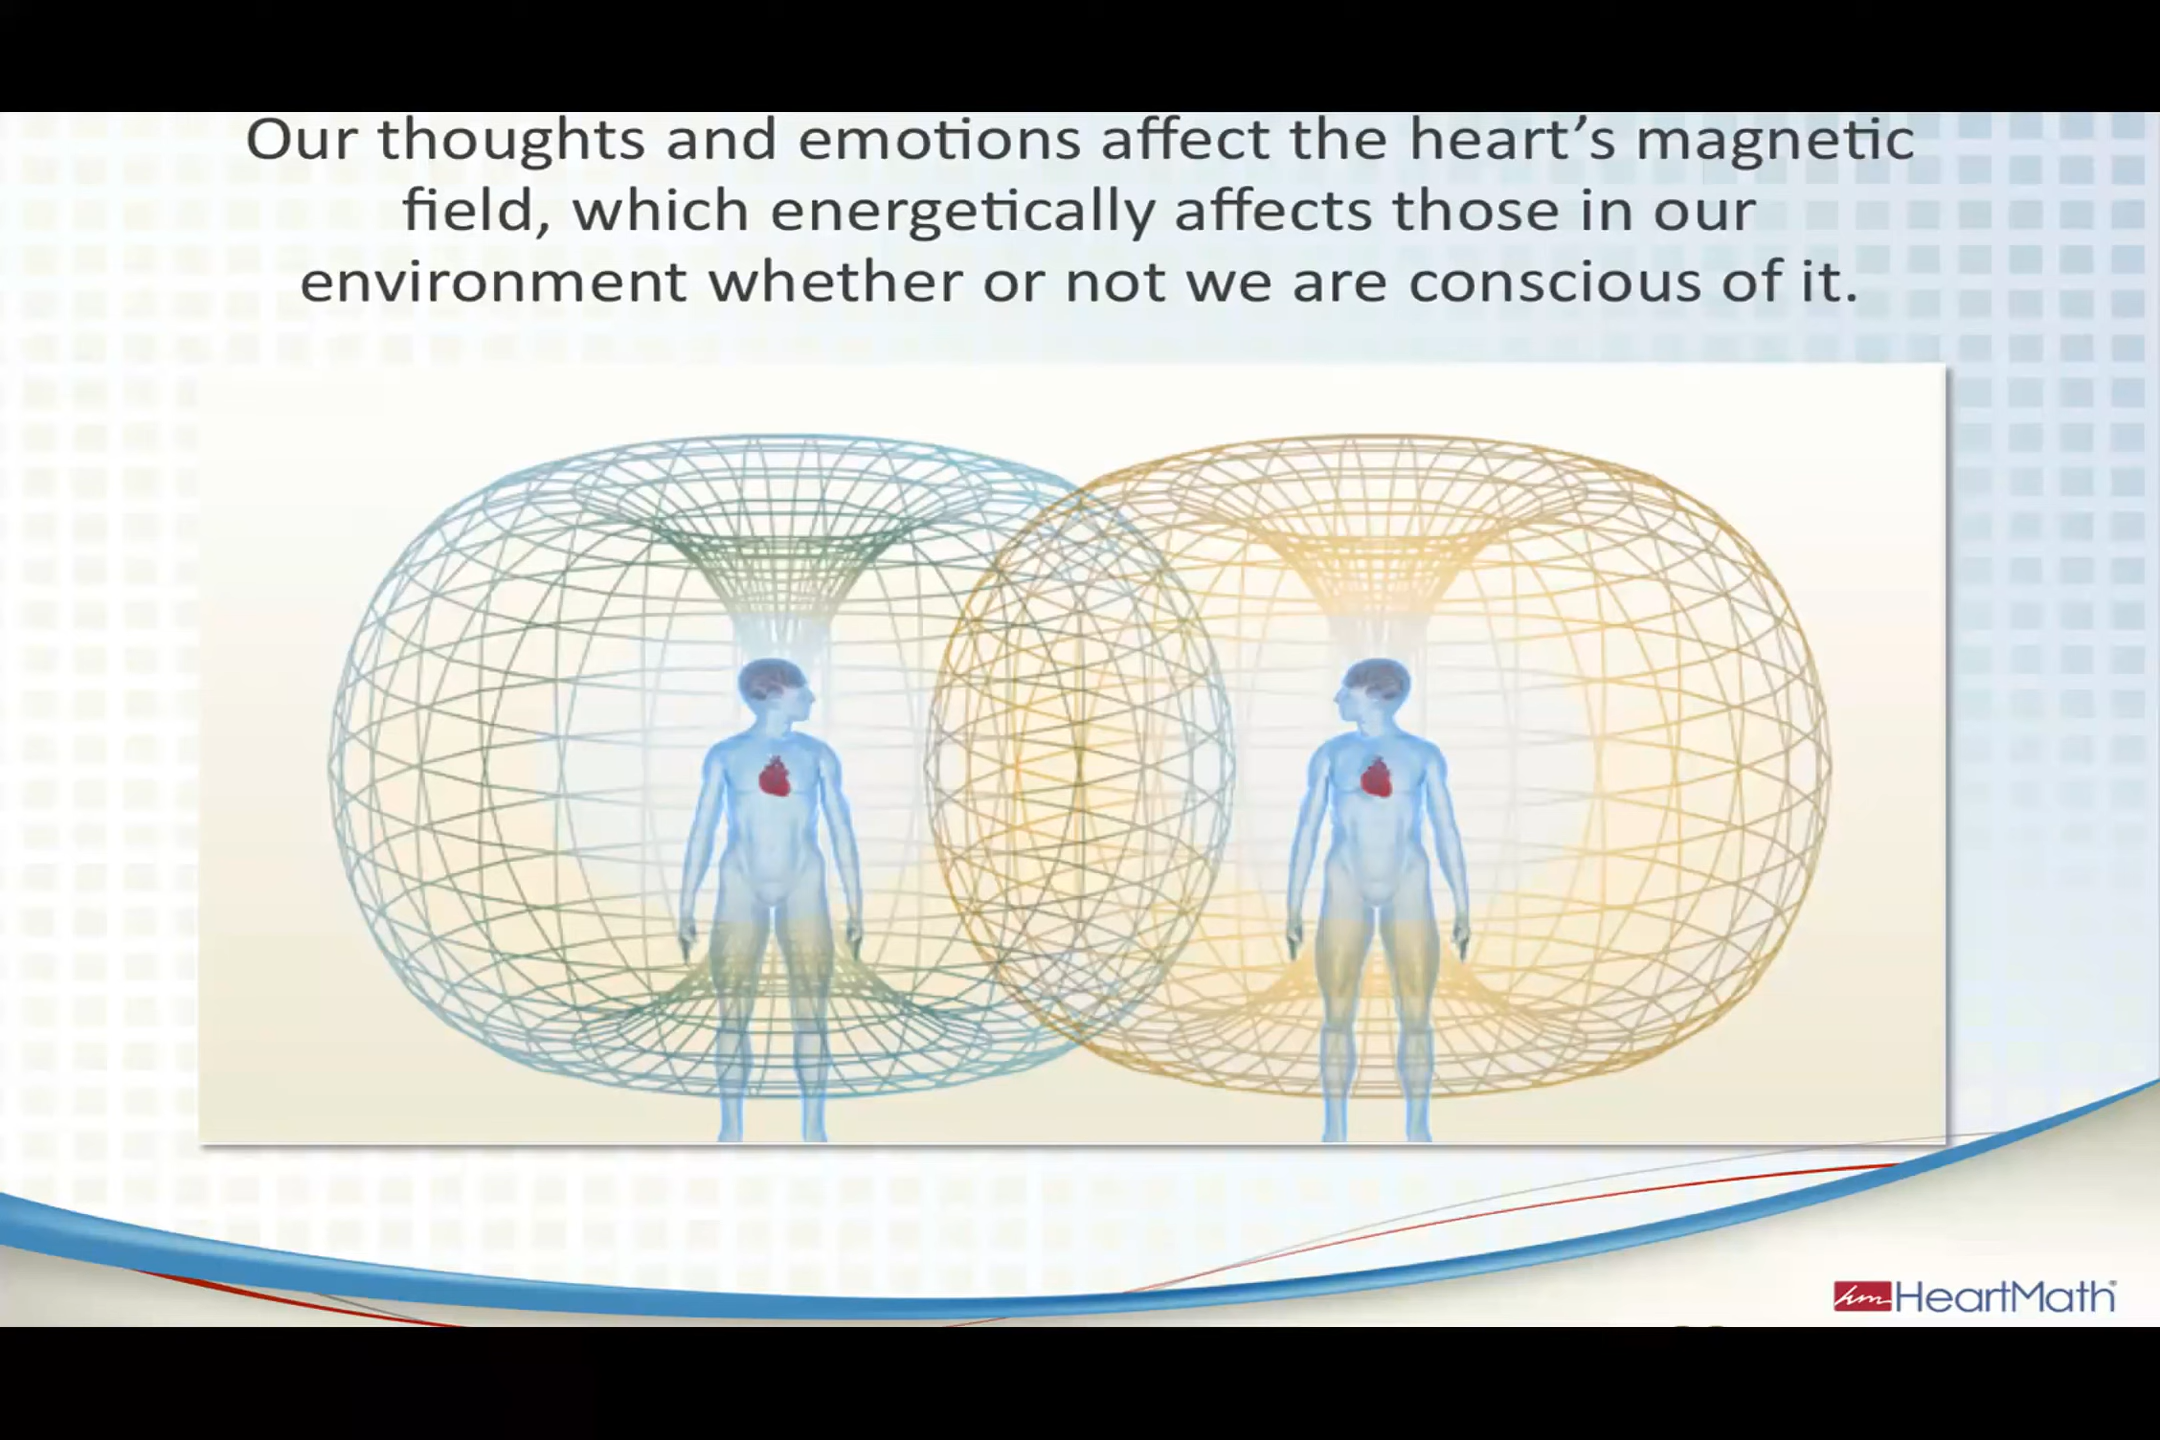 Our thoughts and emotions affect the heart’s magnetic
field, which energetically affects those in our
environment whether or not we are conscious of it.
hm HeartMath®